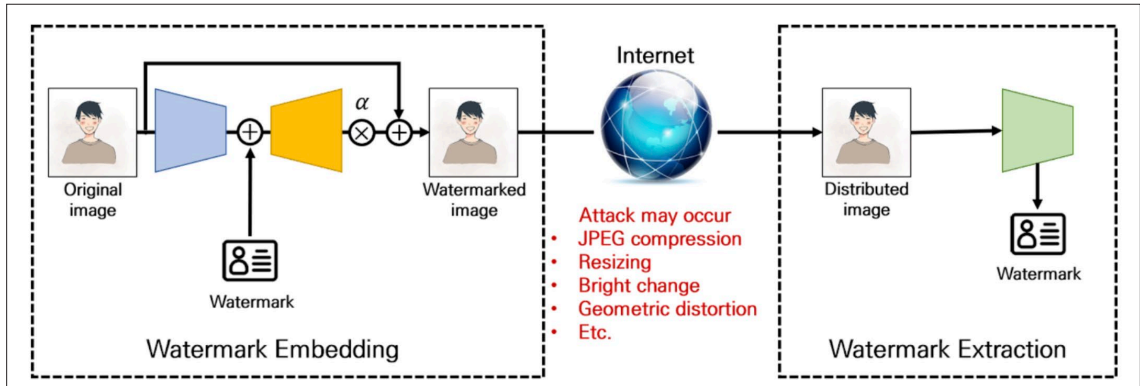 Internet
α
Original
image
Watermarked
image
Distributed
image
Watermark
Watermark
Attack may occur
• JPEG compression
• Resizing
• Bright change
• Geometric distortion
• Etc.
Watermark Embedding
Watermark Extraction